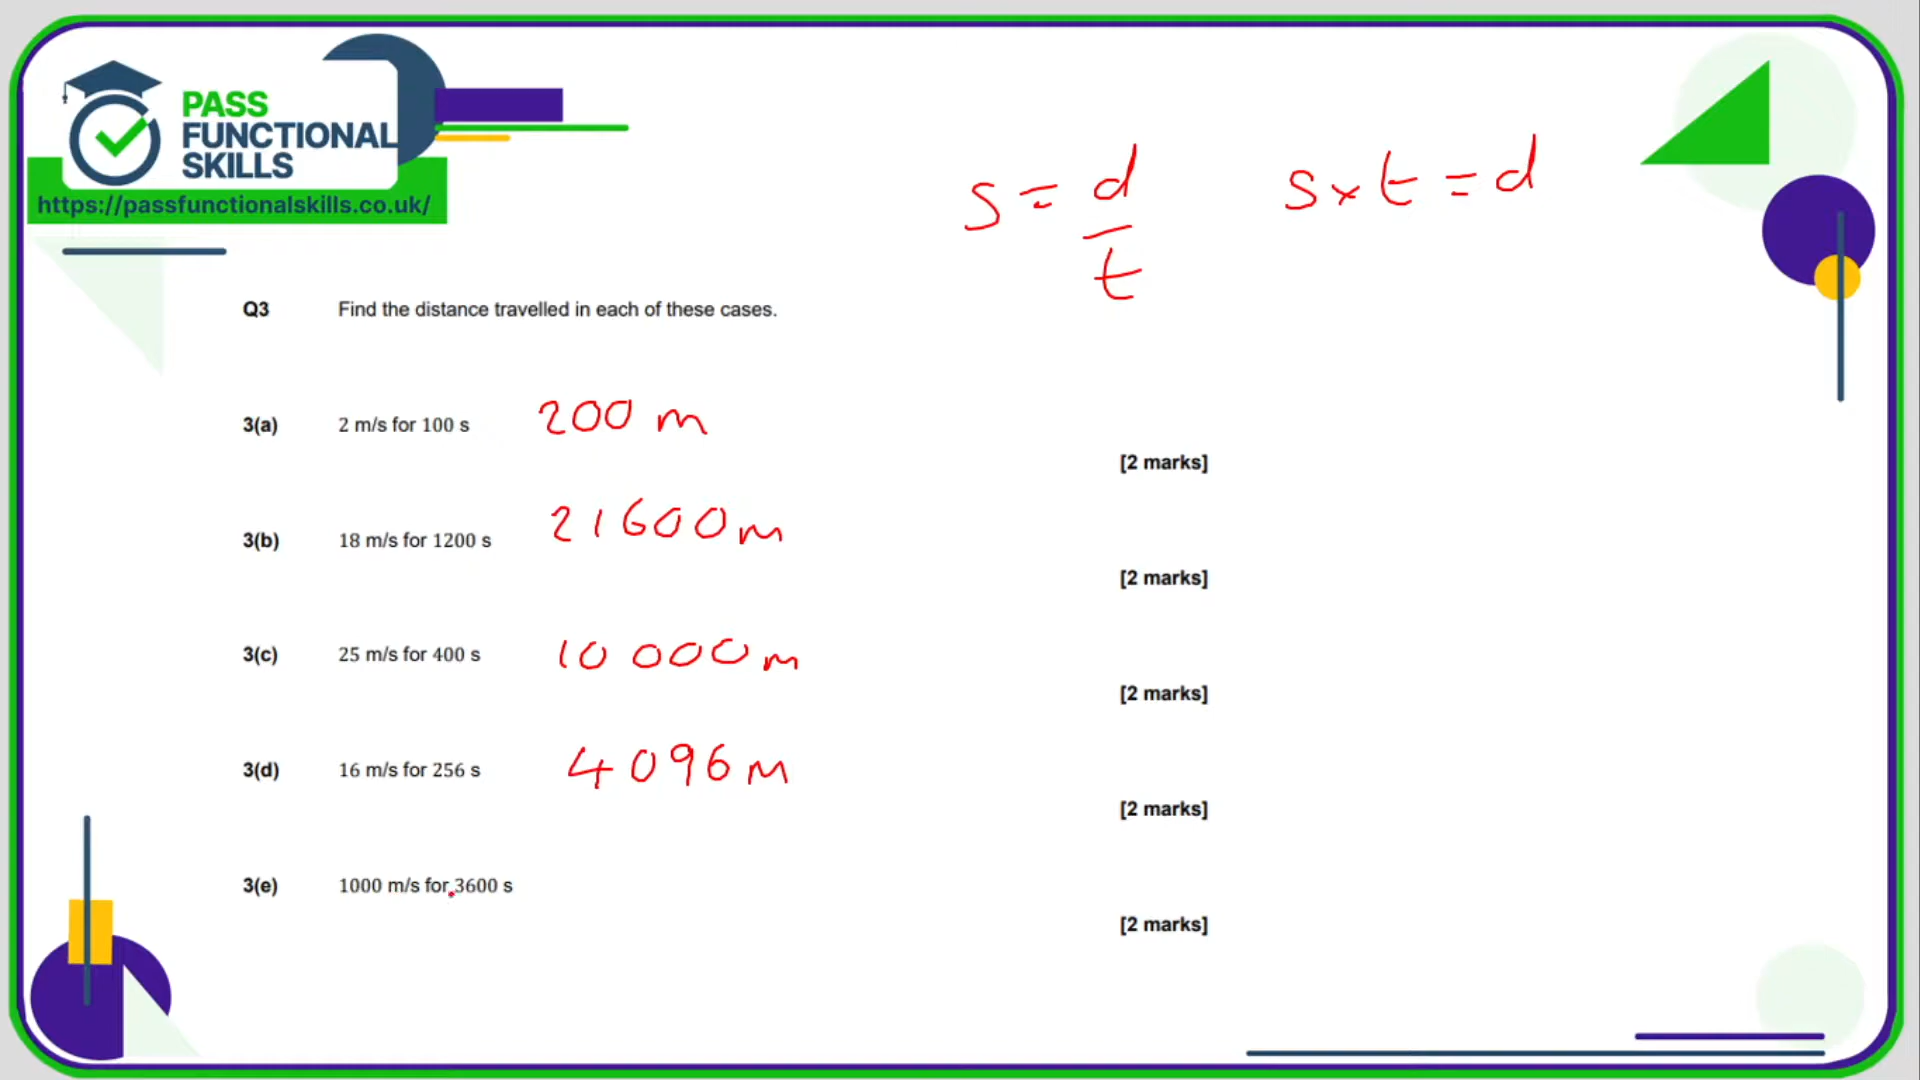 PASS
FUNCTIONAL
SKILLS
https://passfunctionalskills.co.uk/
s = d/t
s × t = d
Q3 Find the distance travelled in each of these cases.
3(a) 2 m/s for 100 s 200 m
[2 marks]
3(b) 18 m/s for 1200 s 21600m
[2 marks]
3(c) 25 m/s for 400 s 10 000m
[2 marks]
3(d) 16 m/s for 256 s 4096m
[2 marks]
3(e) 1000 m/s for 3600 s
[2 marks]